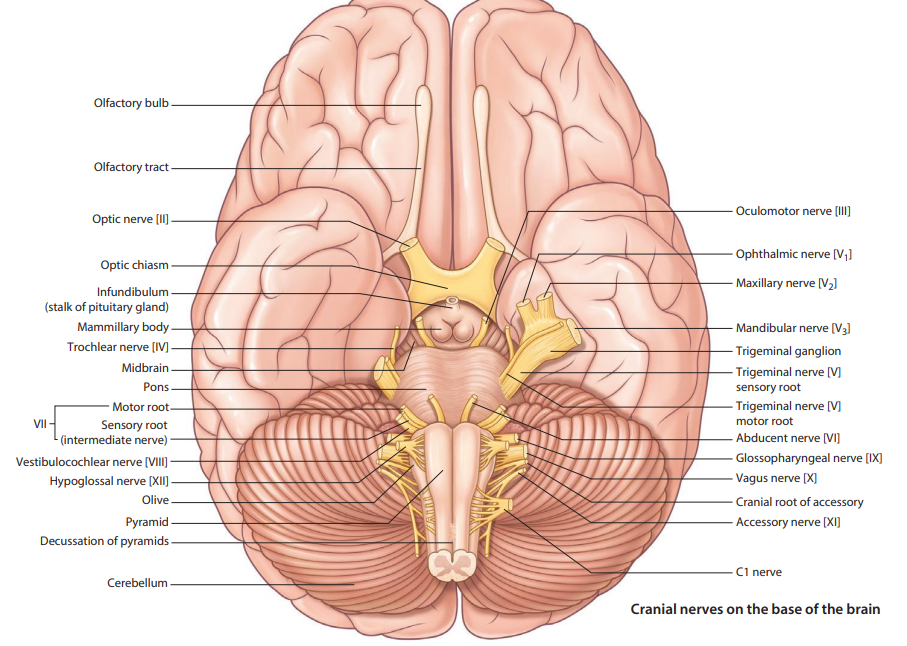 Olfactory bulb
Olfactory tract
Optic nerve [II]
Optic chiasm
Infundibulum
(stalk of pituitary gland)
Mammillary body
Trochlear nerve [IV]
Midbrain
Pons
Motor root
VII
Sensory root
(intermediate nerve)
Vestibulocochlear nerve [VIII]
Hypoglossal nerve [XII]
Olive
Pyramid
Decussation of pyramids
Cerebellum
Oculomotor nerve [III]
Ophthalmic nerve [V₁]
Maxillary nerve [V₂]
Mandibular nerve [V₃]
Trigeminal ganglion
Trigeminal nerve [V]
sensory root
Trigeminal nerve [V]
motor root
Abducent nerve [VI]
Glossopharyngeal nerve [IX]
Vagus nerve [X]
Cranial root of accessory
Accessory nerve [XI]
C1 nerve
Cranial nerves on the base of the brain